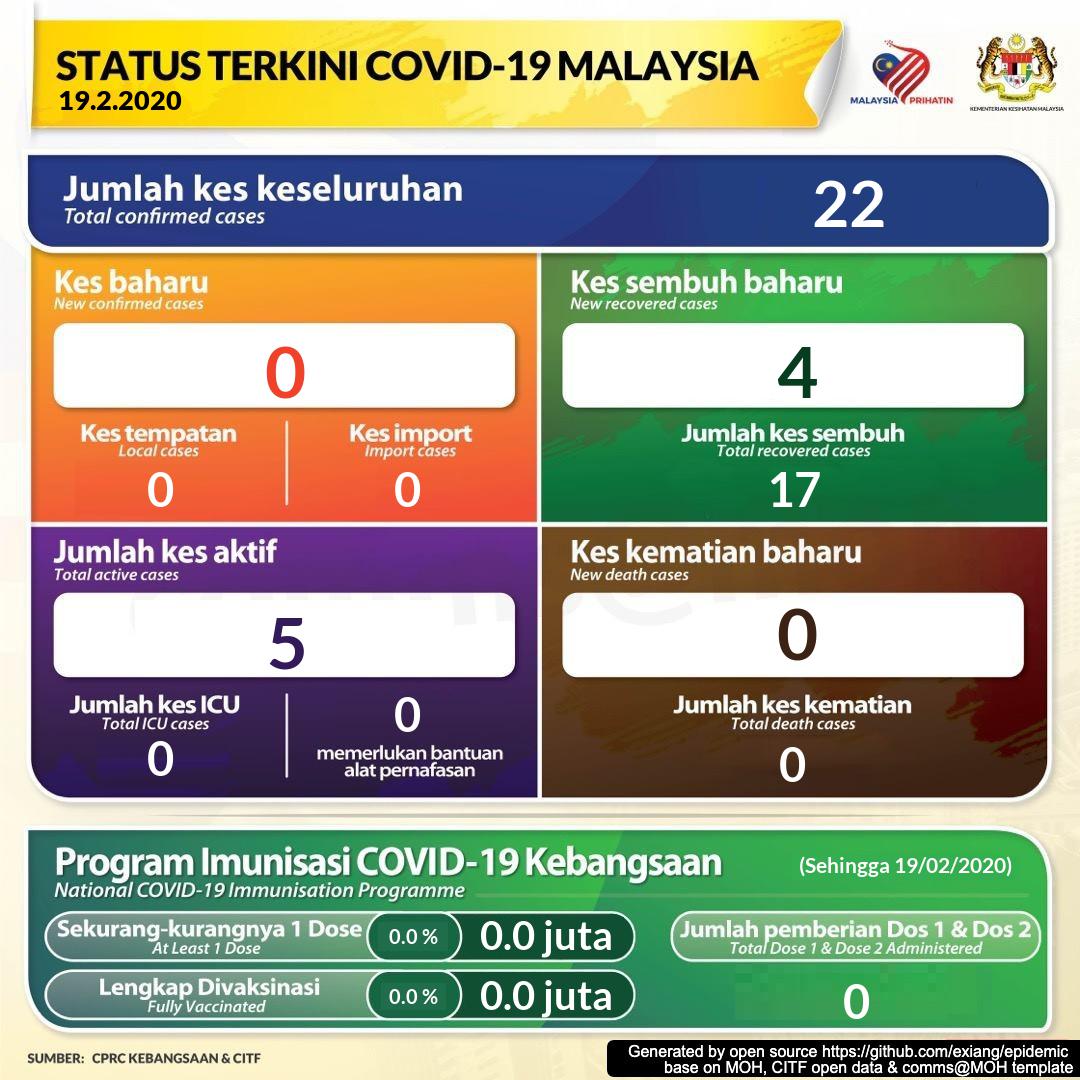 STATUS TERKINI COVID-19 MALAYSIA
19.2.2020
MALAYSIA PRIHATIN
KEMENTERIAN KESIHATAN MALAYSIA
Jumlah kes keseluruhan
Total confirmed cases
22
Kes baharu
New confirmed cases
0
Kes tempatan
Local cases
0
Kes import
Import cases
0
Kes sembuh baharu
New recovered cases
4
Jumlah kes sembuh
Total recovered cases
17
Jumlah kes aktif
Total active cases
5
Jumlah kes ICU
Total ICU cases
0
0
memerlukan bantuan
alat pernafasan
Kes kematian baharu
New death cases
0
Jumlah kes kematian
Total death cases
0
Program Imunisasi COVID-19 Kebangsaan
(Sehingga 19/02/2020)
National COVID-19 Immunisation Programme
Sekurang-kurangnya 1 Dose
At Least 1 Dose
0.0 %
0.0 juta
Lengkap Divaksinasi
Fully Vaccinated
0.0 %
0.0 juta
Jumlah pemberian Dos 1 & Dos 2
Total Dose 1 & Dose 2 Administered
0
SUMBER: CPRC KEBANGSAAN & CITF
Generated by open source https://github.com/exiang/epidemic
base on MOH, CITF open data & comms@MOH template